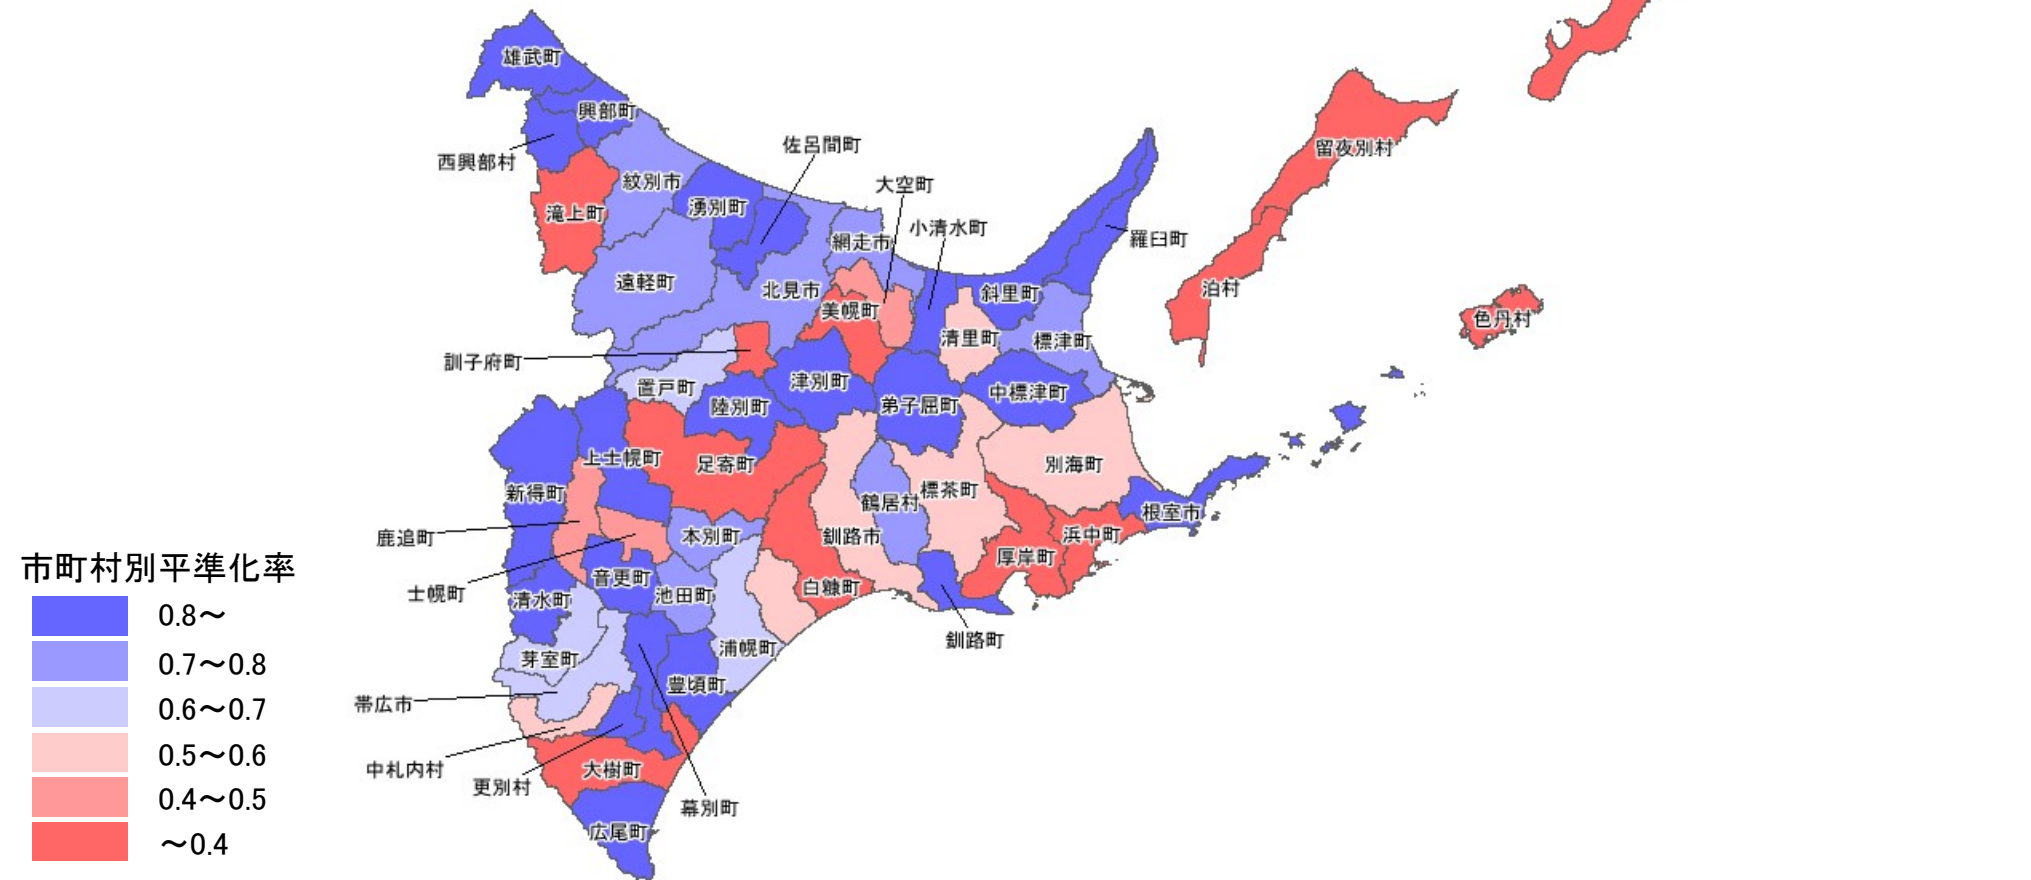 雄武町
興部町
西興部村
佐呂間町
紋別市
大空町
湧別町
滝上町
小清水町
網走市
羅臼町
留夜別村
遠軽町
北見市
斜里町
泊村
美幌町
色丹村
清里町
標津町
訓子府町
置戸町
津別町
中標津町
陸別町
弟子屈町
上士幌町
足寄町
別海町
新得町
鶴居村
標茶町
根室市
鹿追町
本別町
釧路市
浜中町
厚岸町
市町村別平準化率
音更町
士幌町
池田町
白糠町
清水町
0.8～
釧路町
浦幌町
芽室町
0.7～0.8
豊頃町
帯広市
0.6～0.7
0.5～0.6
中札内村
大樹町
更別村
0.4～0.5
幕別町
広尾町
～0.4